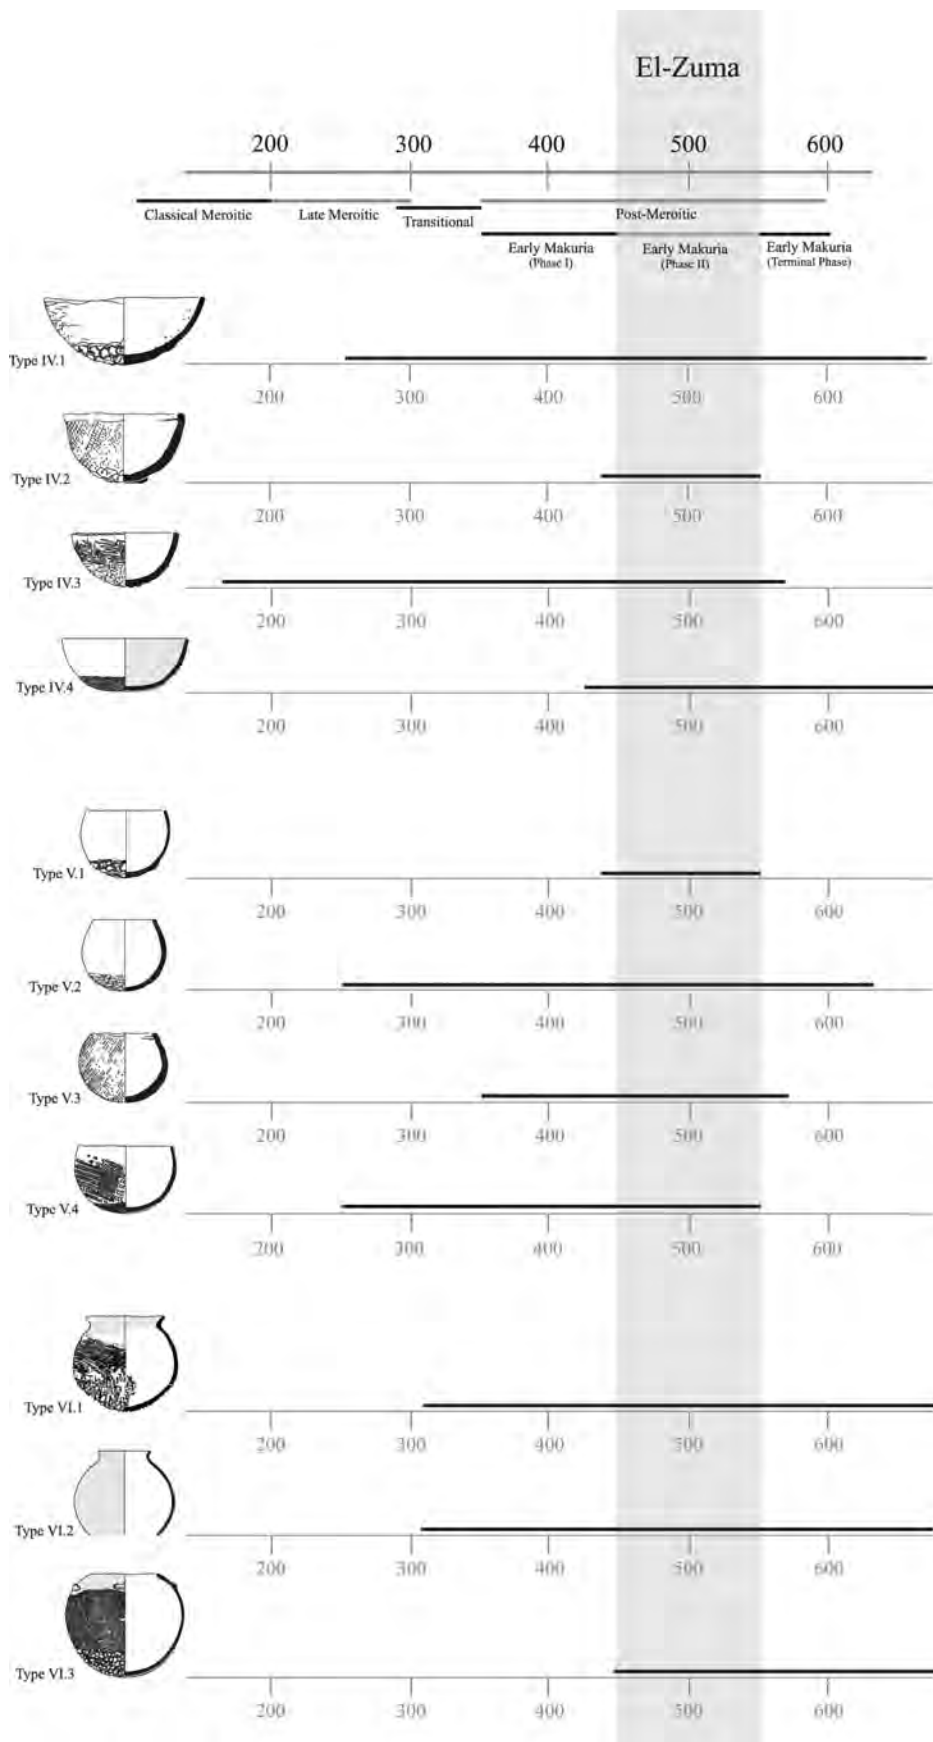 El-Zuma
200 300 400 500 600
Classical Meroitic Late Meroitic Transitional Post-Meroitic
Early Makuria Early Makuria Early Makuria
(Phase I) (Phase II) (Terminal Phase)
Type IV.1
200 300 400 500 600
Type IV.2
200 300 400 500 600
Type IV.3
200 300 400 500 600
Type IV.4
200 300 400 500 600
Type V.1
200 300 400 500 600
Type V.2
200 300 400 500 600
Type V.3
200 300 400 500 600
Type V.4
200 300 400 500 600
Type VI.1
200 300 400 500 600
Type VI.2
200 300 400 500 600
Type VI.3
200 300 400 500 600